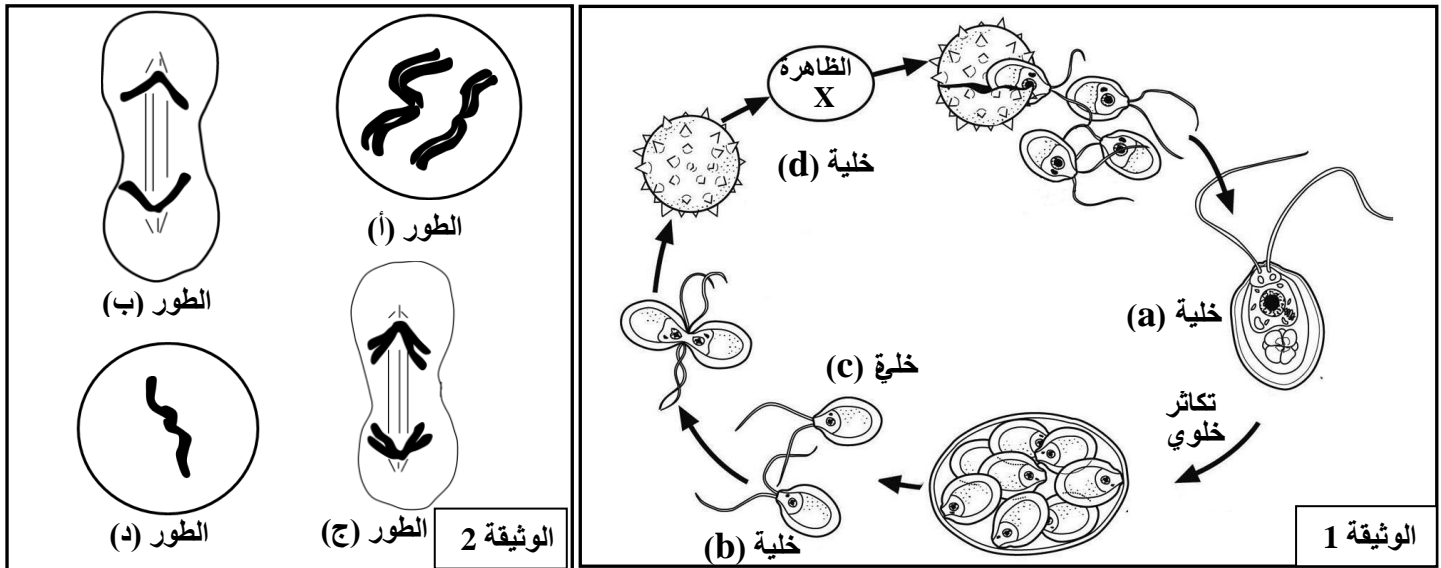 الظاهرة
X
خلية (d)
خلية (a)
تكاثر
خلوي
خلية (c)
خلية (b)
الوثيقة 1
الطور (أ)
الطور (ب)
الطور (د)
الطور (ج)
الوثيقة 2